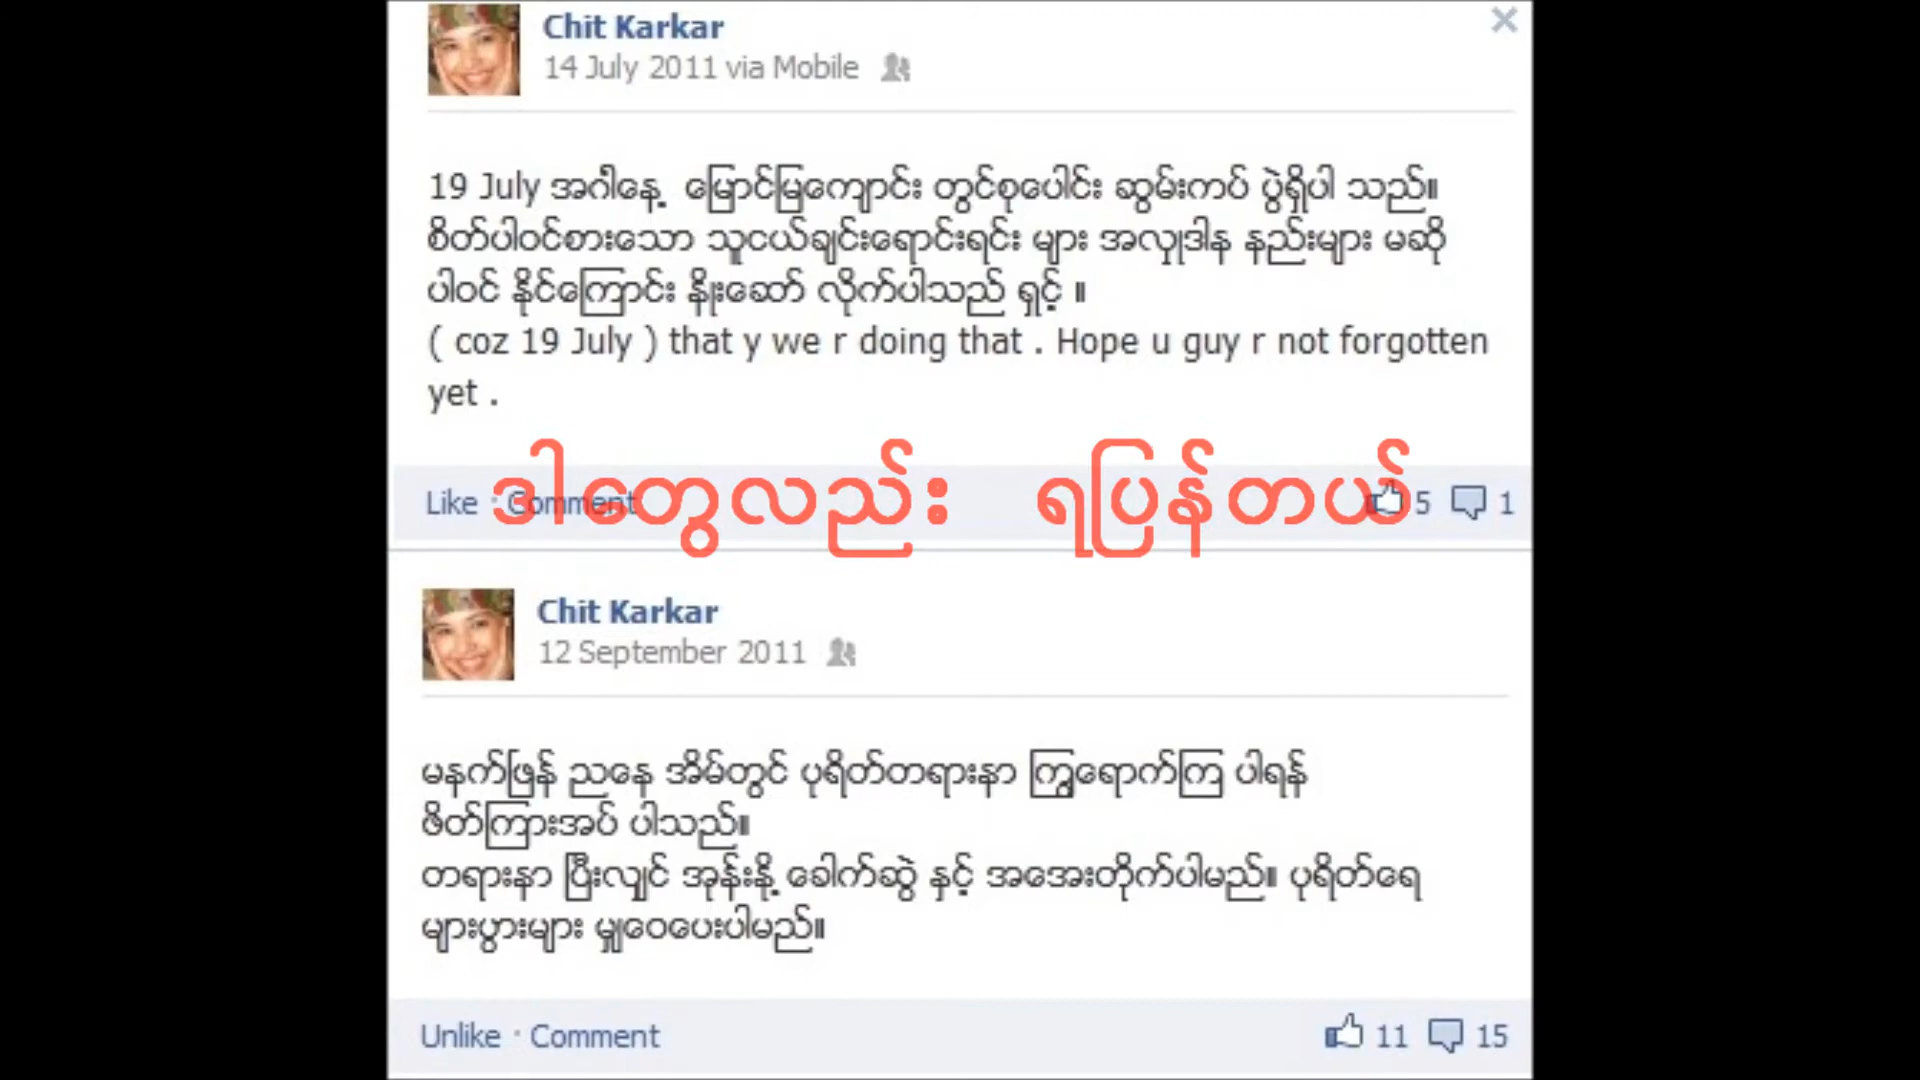 Chit Karkar
14 July 2011 via Mobile
19 July အင်္ဂါနေ့ မြောင်မြကျောင်း တွင်စုပေါင်း ဆွမ်းကပ် ပွဲရှိပါ သည်။
စိတ်ပါဝင်စားသော သူငယ်ချင်းရောင်းရင်း များ အလှုဒါန နည်းများ မဆို
ပါဝင် နိုင်ကြောင်း နိုးဆော် လိုက်ပါသည် ရှင့် ။
( coz 19 July ) that y we r doing that . Hope u guy r not forgotten
yet .
ဒါတွေလည်း ရပြန်တယ်
Like · Comment 5 1
Chit Karkar
12 September 2011
မနက်ဖြန် ညနေ အိမ်တွင် ပုရိတ်တရားနာ ကြွရောက်ကြ ပါရန်
ဖိတ်ကြားအပ် ပါသည်။
တရားနာ ပြီးလျှင် အုန်းနို့ ခေါက်ဆွဲ နှင့် အအေးတိုက်ပါမည်။ ပုရိတ်ရေ
များပွားများ မျှဝေပေးပါမည်။
Unlike · Comment 11 15